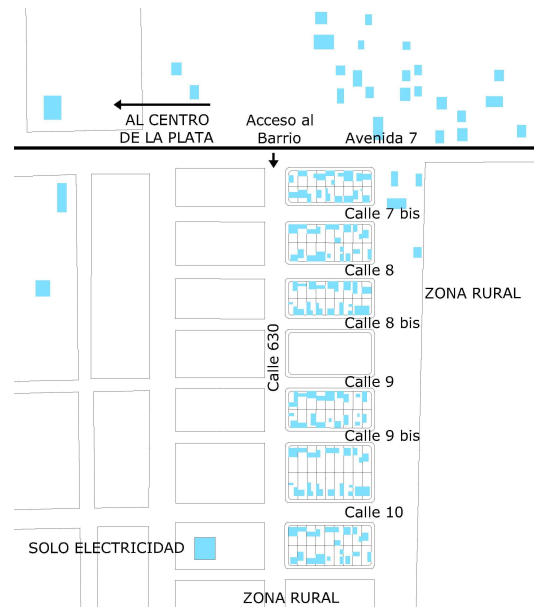 AL CENTRO
DE LA PLATA
Acceso al
Barrio
Avenida 7
Calle 7 bis
Calle 8
ZONA RURAL
Calle 8 bis
Calle 630
Calle 9
Calle 9 bis
Calle 10
SOLO ELECTRICIDAD
ZONA RURAL